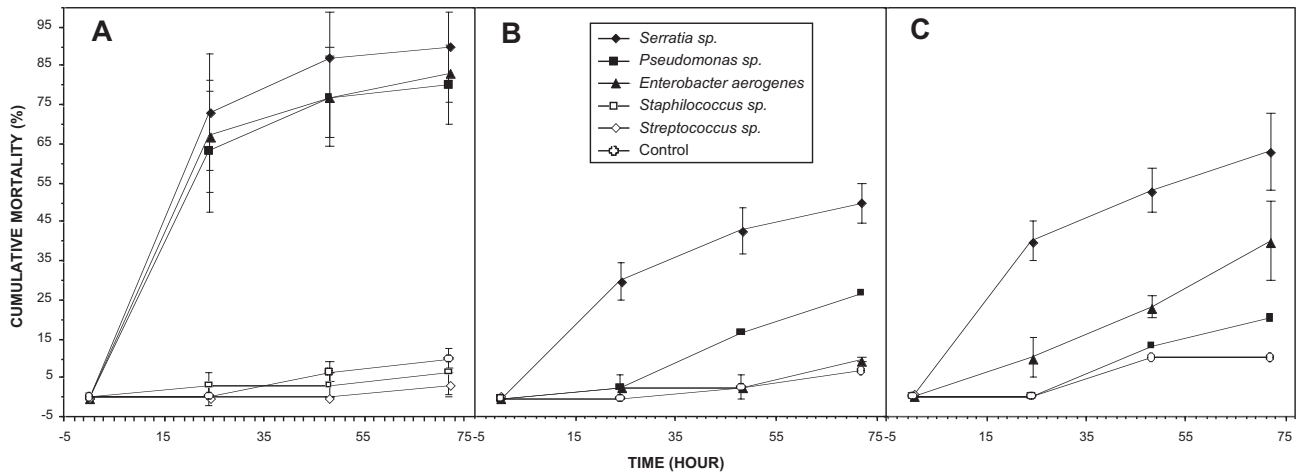 A
B
C
Serratia sp.
Pseudomonas sp.
Enterobacter aerogenes
Staphilococcus sp.
Streptococcus sp.
Control
CUMULATIVE MORTALITY (%)
95
85
75
65
55
45
35
25
15
5
-5
-5 15 35 55 75 -5 15 35 55 75 -5 15 35 55 75
TIME (HOUR)